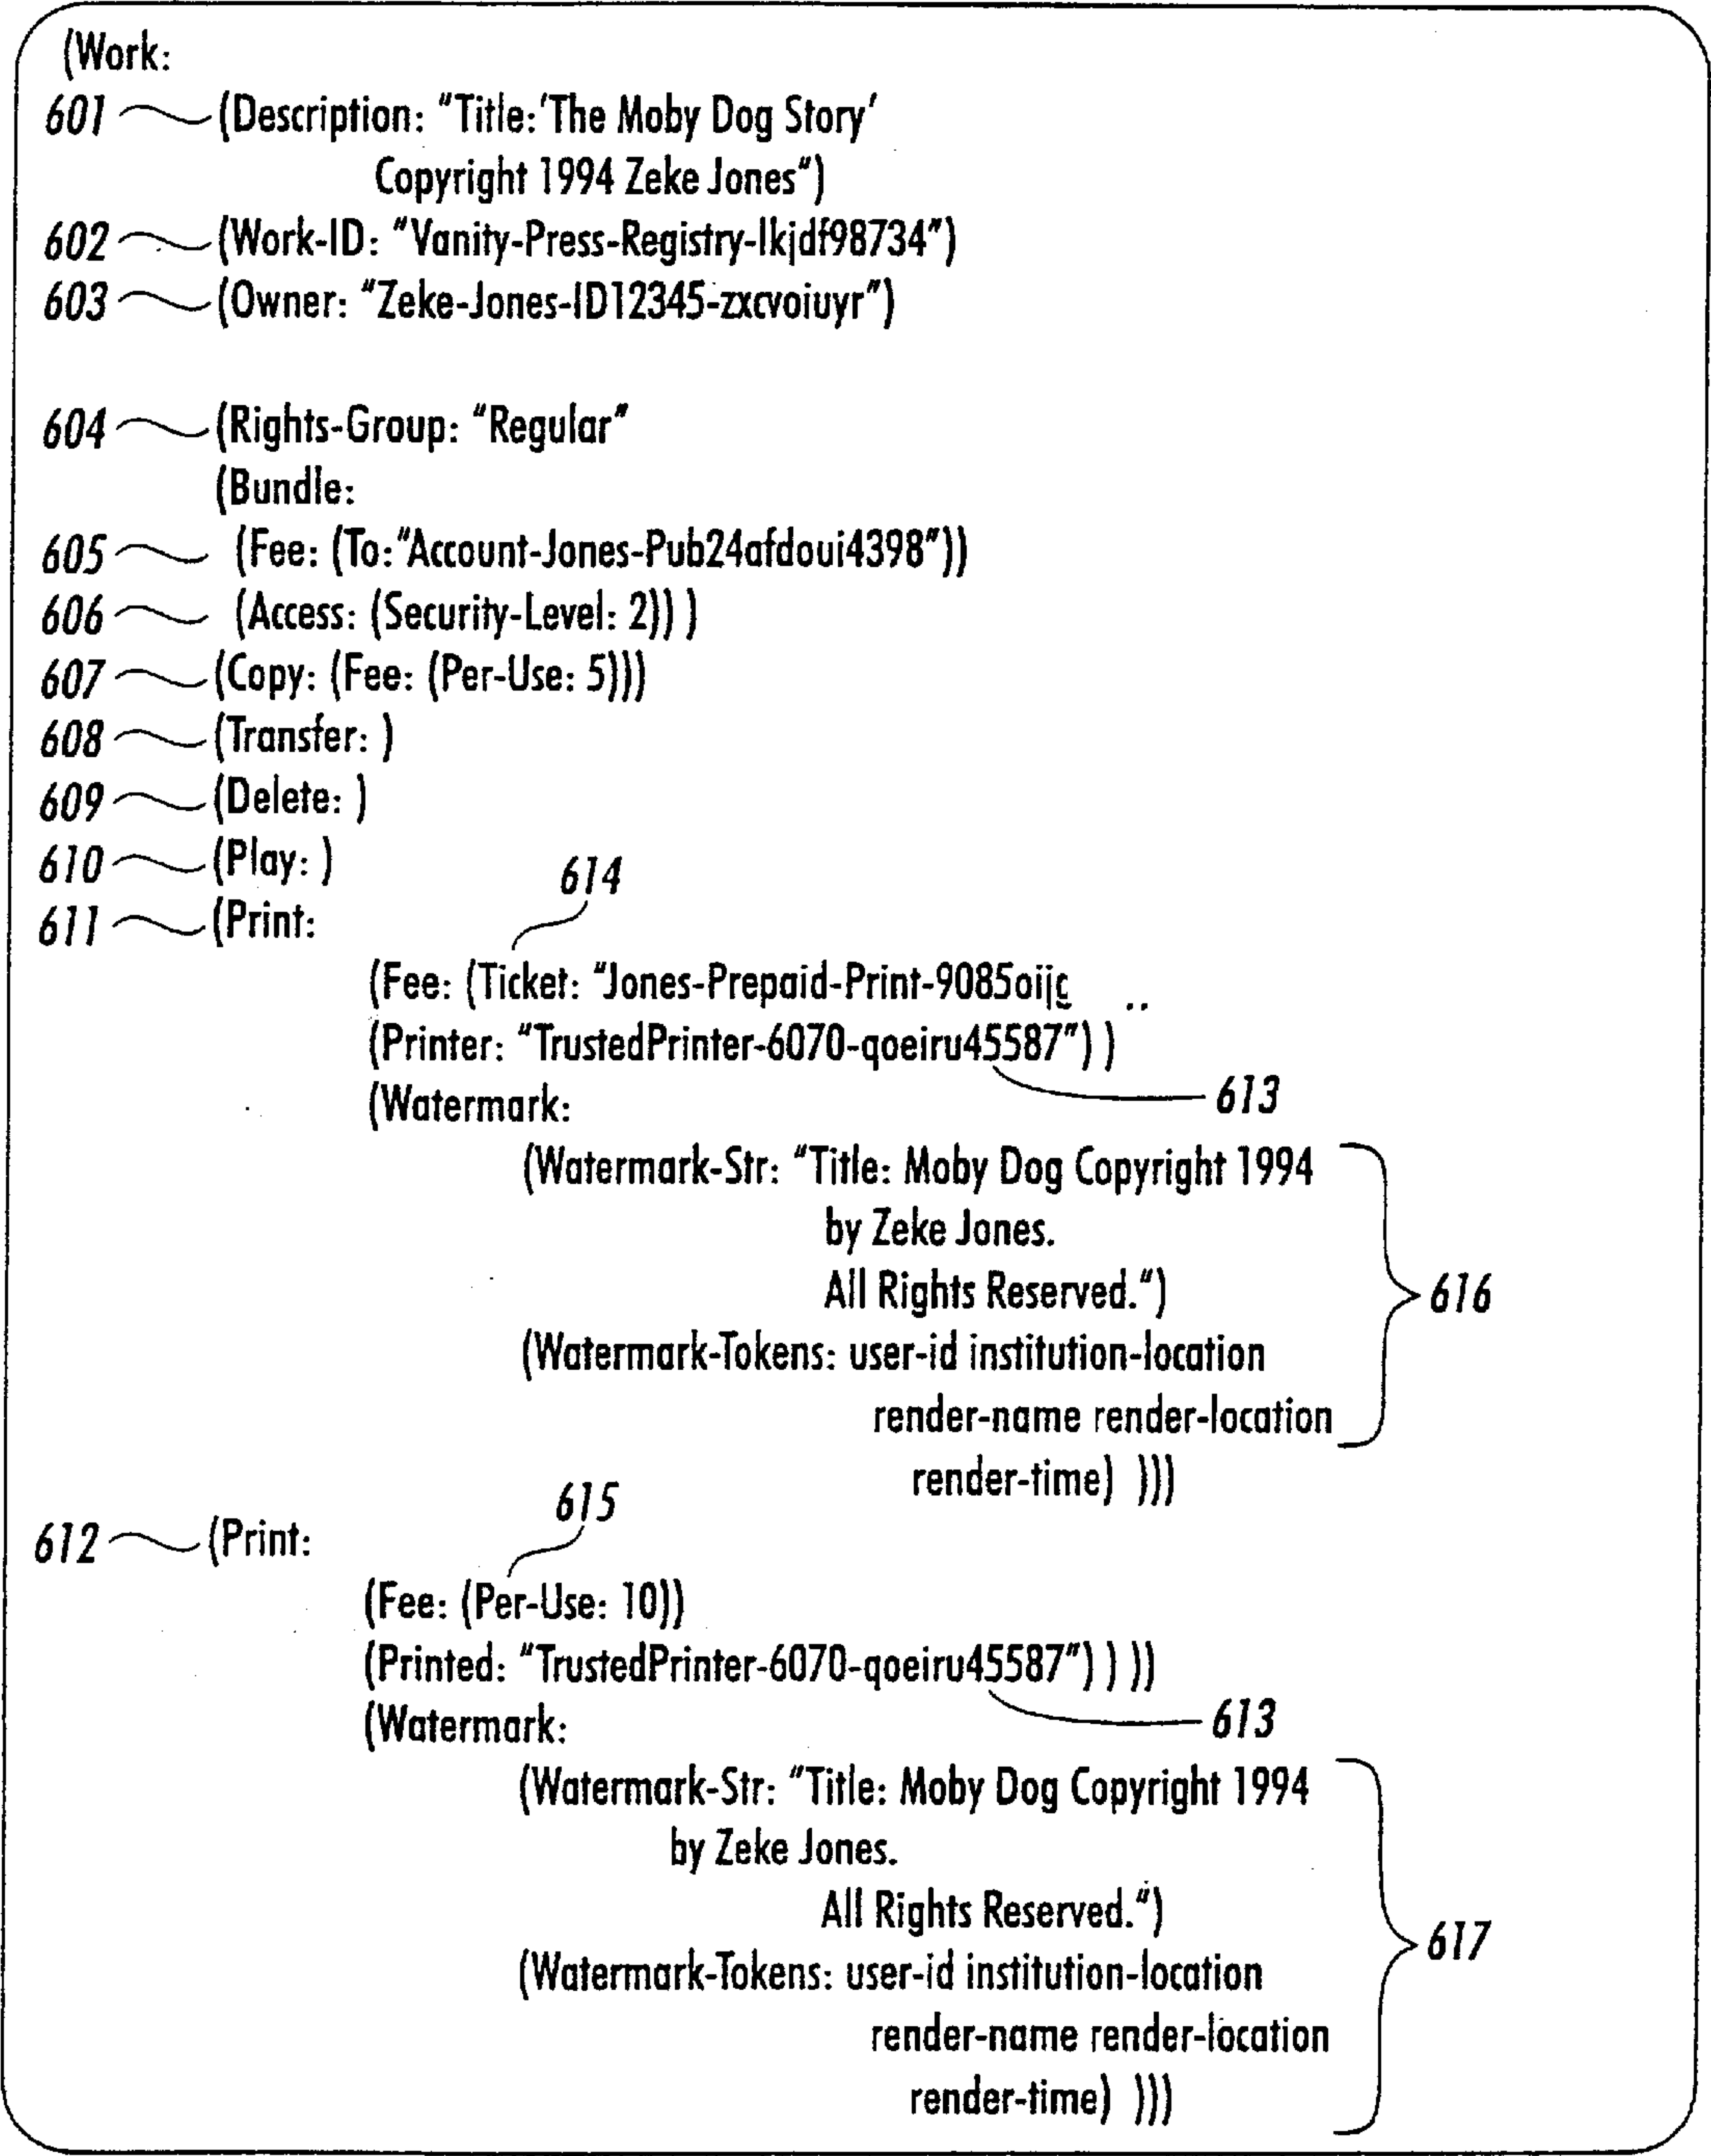 (Work:
601 (Description: "Title:'The Moby Dog Story'
Copyright 1994 Zeke Jones")
602 (Work-ID: "Vanity-Press-Registry-lkjdf98734")
603 (Owner: "Zeke-Jones-ID12345-zxcvoiuyr")
604 (Rights-Group: "Regular"
(Bundle:
605 (Fee: (To:"Account-Jones-Pub24afdoui4398"))
606 (Access: (Security-Level: 2)) )
607 (Copy: (Fee: (Per-Use: 5)))
608 (Transfer: )
609 (Delete: )
610 (Play: )
614
611 (Print:
(Fee: (Ticket: "Jones-Prepaid-Print-9085oijg
(Printer: "TrustedPrinter-6070-qoeiru45587") )
613
(Watermark:
(Watermark-Str: "Title: Moby Dog Copyright 1994
by Zeke Jones.
All Rights Reserved.")
616
(Watermark-Tokens: user-id institution-location
render-name render-location
render-time) )))
615
612 (Print:
(Fee: (Per-Use: 10))
(Printed: "TrustedPrinter-6070-qoeiru45587") ) ))
613
(Watermark:
(Watermark-Str: "Title: Moby Dog Copyright 1994
by Zeke Jones.
All Rights Reserved.")
617
(Watermark-Tokens: user-id institution-location
render-name render-location
render-time) )))